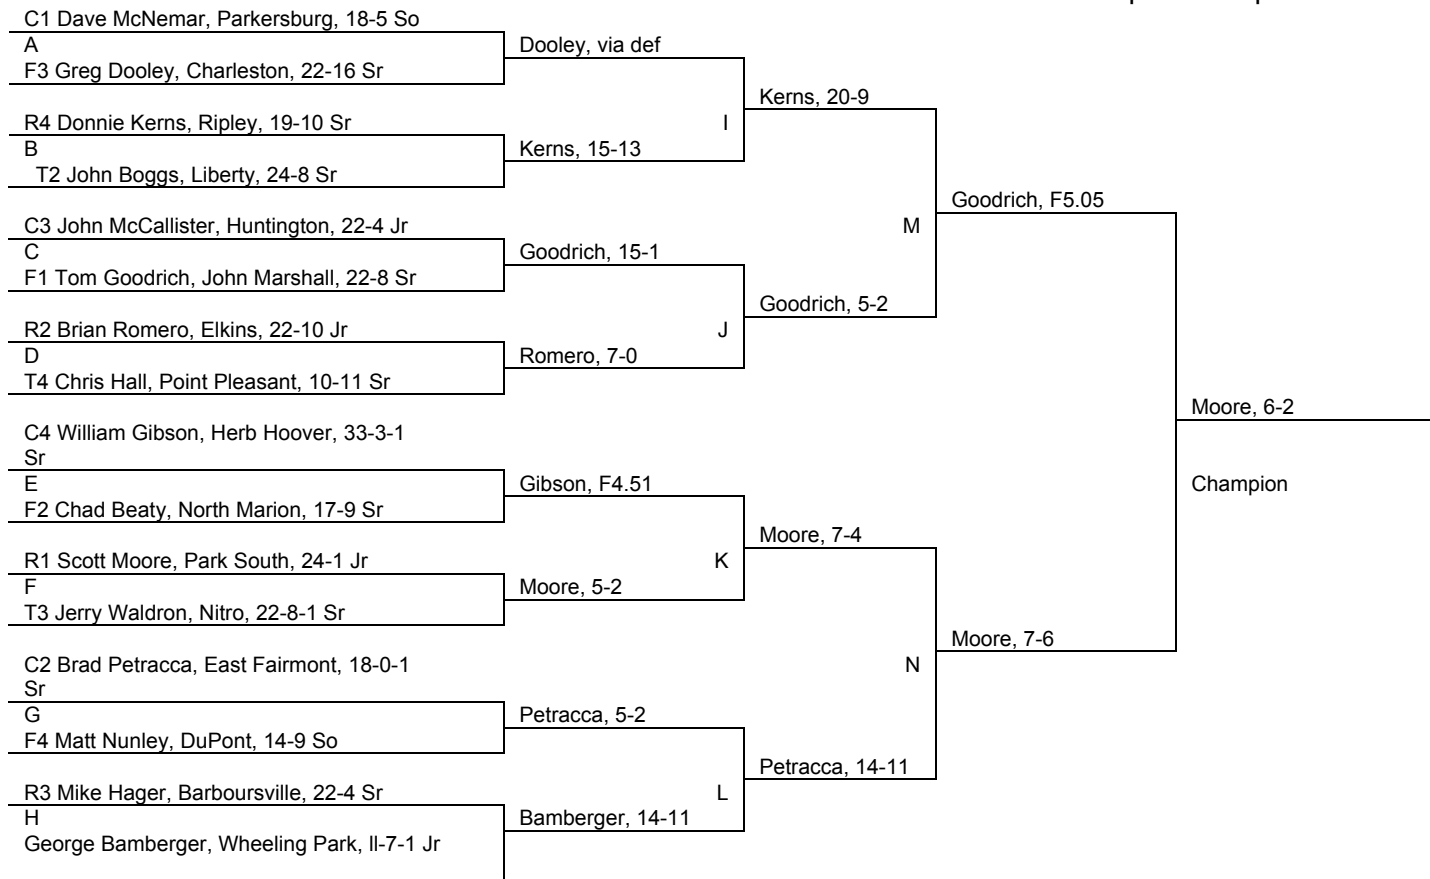 C1 Dave McNemar, Parkersburg, 18-5 So
A
Dooley, via def
F3 Greg Dooley, Charleston, 22-16 Sr
Kerns, 20-9
R4 Donnie Kerns, Ripley, 19-10 Sr
I
B
Kerns, 15-13
T2 John Boggs, Liberty, 24-8 Sr
Goodrich, F5.05
C3 John McCallister, Huntington, 22-4 Jr
M
C
Goodrich, 15-1
F1 Tom Goodrich, John Marshall, 22-8 Sr
Goodrich, 5-2
R2 Brian Romero, Elkins, 22-10 Jr
J
D
Romero, 7-0
T4 Chris Hall, Point Pleasant, 10-11 Sr
Moore, 6-2
C4 William Gibson, Herb Hoover, 33-3-1
Sr
E
Gibson, F4.51
Champion
F2 Chad Beaty, North Marion, 17-9 Sr
Moore, 7-4
R1 Scott Moore, Park South, 24-1 Jr
K
F
Moore, 5-2
T3 Jerry Waldron, Nitro, 22-8-1 Sr
Moore, 7-6
C2 Brad Petracca, East Fairmont, 18-0-1
N
Sr
G
Petracca, 5-2
F4 Matt Nunley, DuPont, 14-9 So
Petracca, 14-11
R3 Mike Hager, Barboursville, 22-4 Sr
L
H
Bamberger, 14-11
George Bamberger, Wheeling Park, ll-7-1 Jr